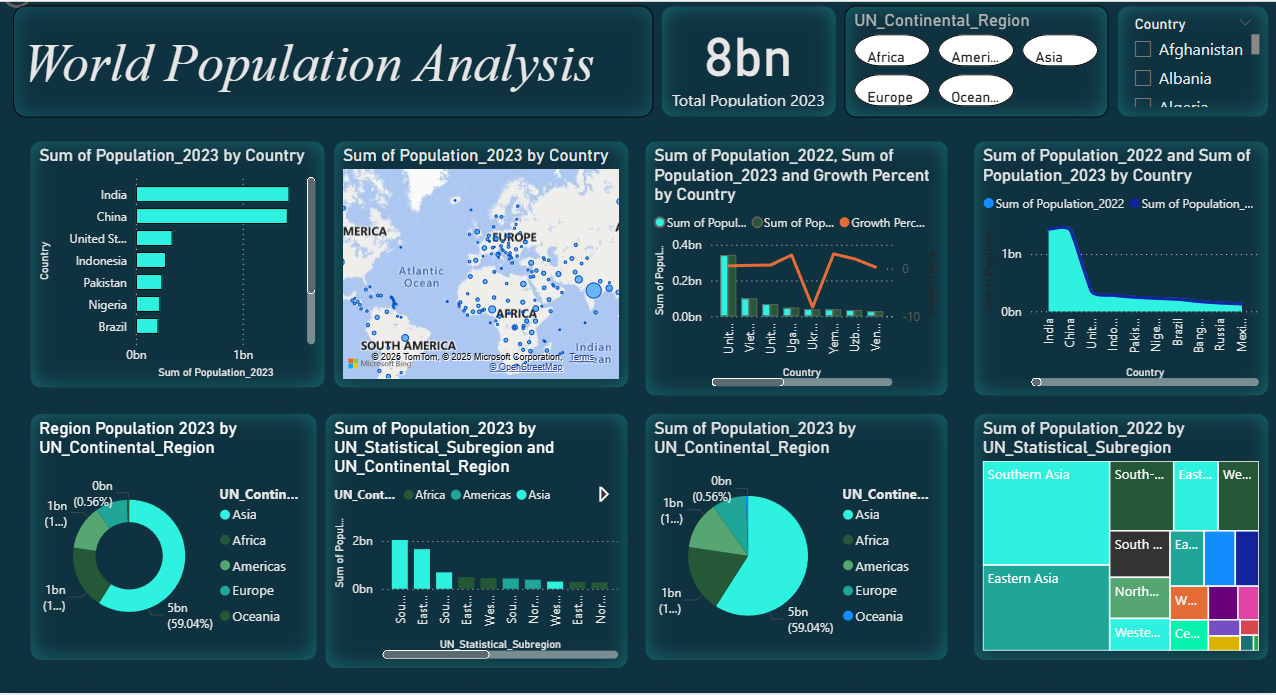 World Population Analysis
8bn
Total Population 2023
UN_Continental_Region
Africa
Ameri...
Asia
Europe
Ocean...
Country
Afghanistan
Albania
Algeria
Sum of Population_2023 by Country
Country
India
China
United St...
Indonesia
Pakistan
Nigeria
Brazil
0bn
1bn
Sum of Population_2023
Sum of Population_2023 by Country
MERICA
EUROPE
Atlantic
Ocean
AFRICA
SOUTH AMERICA
Indian
© 2025 TomTom, © 2025 Microsoft Corporation, Terms
© OpenStreetMap
Microsoft Bing
Sum of Population_2022, Sum of
Population_2023 and Growth Percent
by Country
Sum of Popul...
Sum of Pop...
Growth Perc...
Sum of Popul...
0.4bn
0.2bn
0.0bn
0
-10
Unit...
Viet...
Unit...
Uga...
Ukr...
Yem...
Uzb...
Ven...
Country
Sum of Population_2022 and Sum of
Population_2023 by Country
Sum of Population_2022
Sum of Population_...
1bn
0bn
India
China
Unit...
Indo...
Pakis...
Nige...
Brazil
Bang...
Russia
Mexi...
Country
Region Population 2023 by
UN_Continental_Region
0bn
(0.56%)
1bn
(1...)
1bn
(1...)
5bn
(59.04%)
UN_Contin...
Asia
Africa
Americas
Europe
Oceania
Sum of Population_2023 by
UN_Statistical_Subregion and
UN_Continental_Region
UN_Cont...
Africa
Americas
Asia
Sum of Popul...
2bn
0bn
Sou...
East...
Sou...
East...
Wes...
Sou...
Nor...
Wes...
East...
Nor...
UN_Statistical_Subregion
Sum of Population_2023 by
UN_Continental_Region
0bn
(0.56%)
1bn
(1...)
1bn
(1...)
5bn
(59.04%)
UN_Contine...
Asia
Africa
Americas
Europe
Oceania
Sum of Population_2022 by
UN_Statistical_Subregion
Southern Asia
South-...
East...
We...
South ...
Ea...
Eastern Asia
North...
W...
Weste...
Ce...